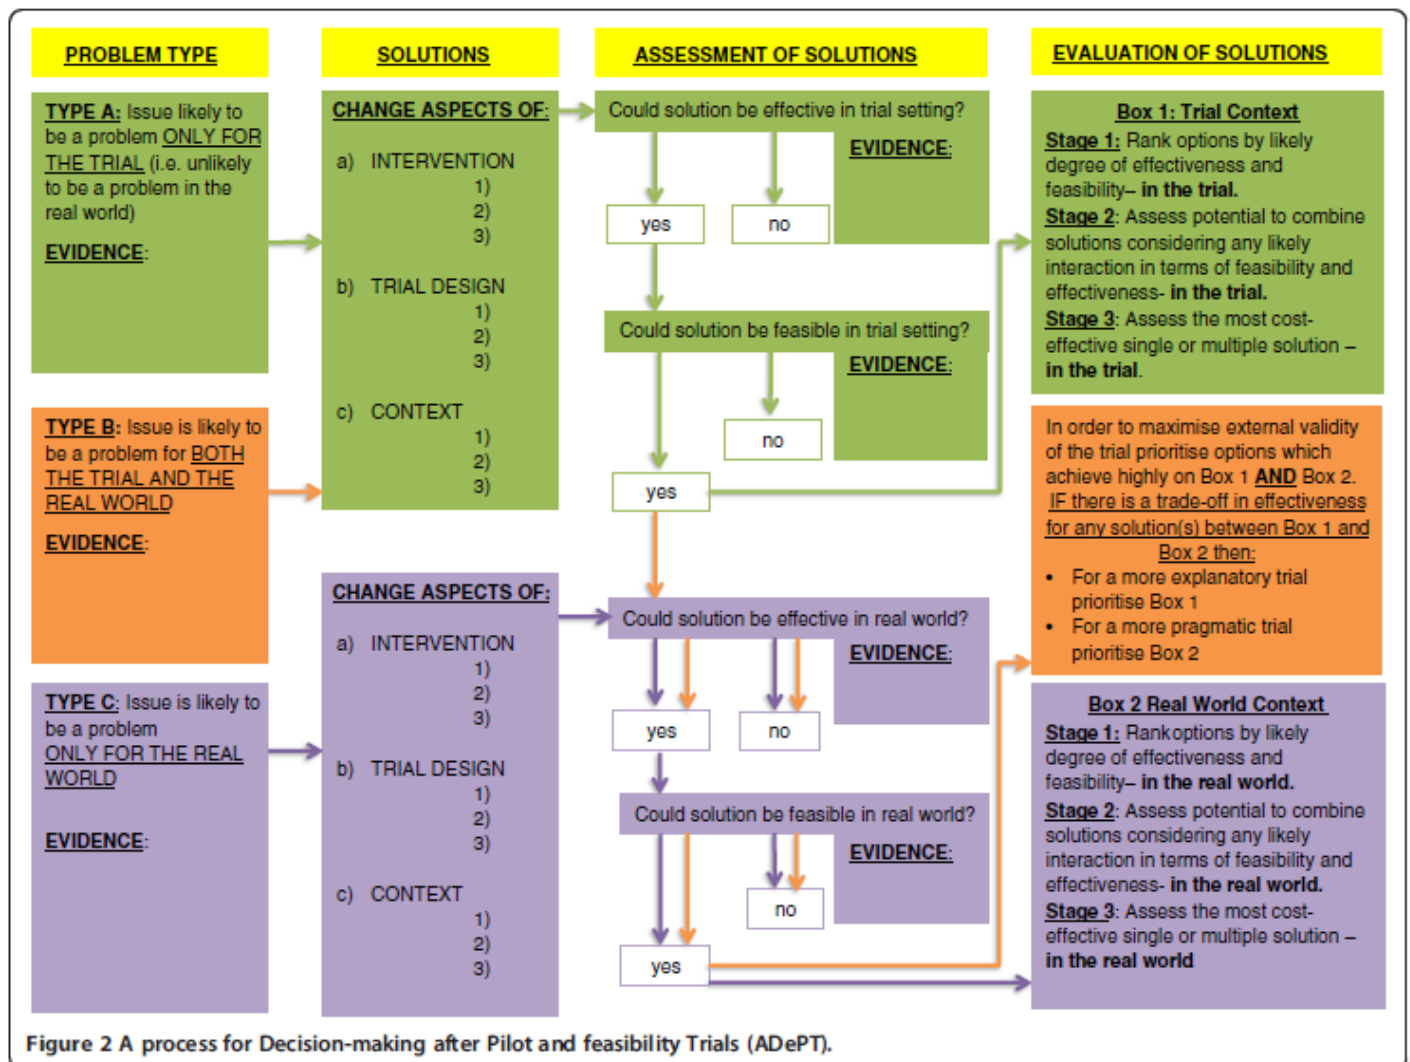 PROBLEM TYPE
SOLUTIONS
ASSESSMENT OF SOLUTIONS
EVALUATION OF SOLUTIONS
TYPE A: Issue likely to
be a problem ONLY FOR
THE TRIAL (i.e. unlikely
to be a problem in the
real world)
EVIDENCE:
TYPE B: Issue is likely to
be a problem for BOTH
THE TRIAL AND THE
REAL WORLD
EVIDENCE:
TYPE C: Issue is likely to
be a problem
ONLY FOR THE REAL
WORLD
EVIDENCE:
CHANGE ASPECTS OF:
a) INTERVENTION
1)
2)
3)
b) TRIAL DESIGN
1)
2)
3)
c) CONTEXT
1)
2)
3)
CHANGE ASPECTS OF:
a) INTERVENTION
1)
2)
3)
b) TRIAL DESIGN
1)
2)
3)
c) CONTEXT
1)
2)
3)
Could solution be effective in trial setting?
EVIDENCE:
yes
no
Could solution be feasible in trial setting?
EVIDENCE:
no
yes
Could solution be effective in real world?
EVIDENCE:
yes
no
Could solution be feasible in real world?
EVIDENCE:
no
yes
Box 1: Trial Context
Stage 1: Rank options by likely
degree of effectiveness and
feasibility– in the trial.
Stage 2: Assess potential to combine
solutions considering any likely
interaction in terms of feasibility and
effectiveness- in the trial.
Stage 3: Assess the most cost-
effective single or multiple solution –
in the trial.
In order to maximise external validity
of the trial prioritise options which
achieve highly on Box 1 AND Box 2.
IF there is a trade-off in effectiveness
for any solution(s) between Box 1 and
Box 2 then:
• For a more explanatory trial
prioritise Box 1
• For a more pragmatic trial
prioritise Box 2
Box 2 Real World Context
Stage 1: Rankoptions by likely
degree of effectiveness and
feasibility– in the real world.
Stage 2: Assess potential to combine
solutions considering any likely
interaction in terms of feasibility and
effectiveness- in the real world.
Stage 3: Assess the most cost-
effective single or multiple solution –
in the real world
Figure 2 A process for Decision-making after Pilot and feasibility Trials (ADePT).